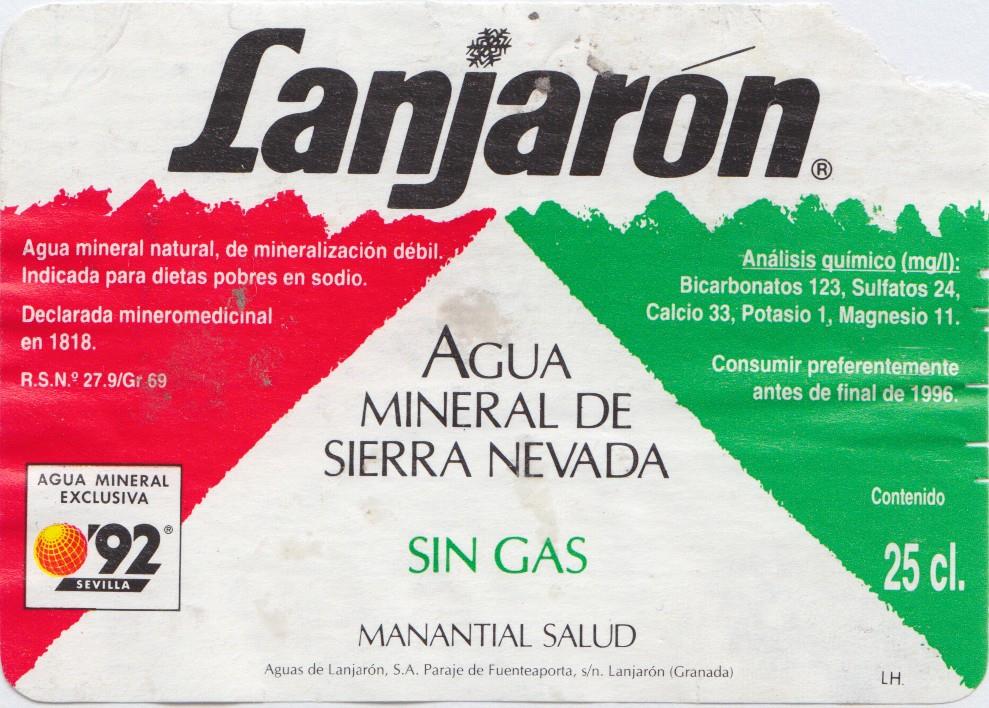 Lanjarón ®
Agua mineral natural, de mineralización débil.
Indicada para dietas pobres en sodio.
Declarada mineromedicinal
en 1818.
R.S.N.º 27.9/Gr 69
AGUA MINERAL
EXCLUSIVA
'92 ®
SEVILLA
AGUA
MINERAL DE
SIERRA NEVADA
SIN GAS
MANANTIAL SALUD
Aguas de Lanjarón, S.A. Paraje de Fuenteaporta, s/n. Lanjarón (Granada)
Análisis químico (mg/l):
Bicarbonatos 123, Sulfatos 24,
Calcio 33, Potasio 1, Magnesio 11.
Consumir preferentemente
antes de final de 1996.
Contenido
25 cl.
LH.